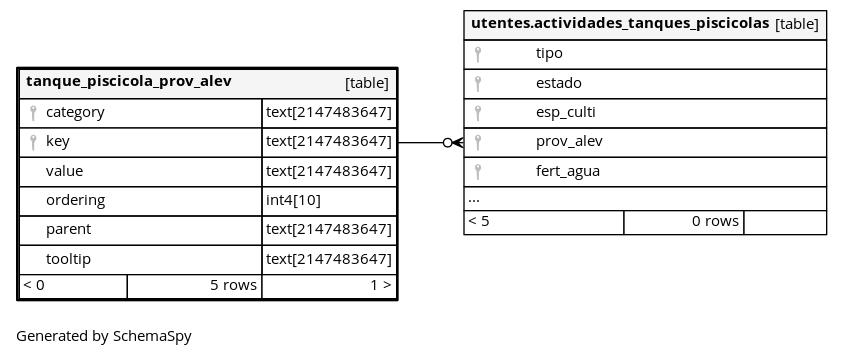 tanque_piscicola_prov_alev [table]
category text[2147483647]
key text[2147483647]
value text[2147483647]
ordering int4[10]
parent text[2147483647]
tooltip text[2147483647]
< 0 5 rows 1 >
utentes.actividades_tanques_piscicolas [table]
tipo
estado
esp_culti
prov_alev
fert_agua
...
< 5 0 rows
Generated by SchemaSpy